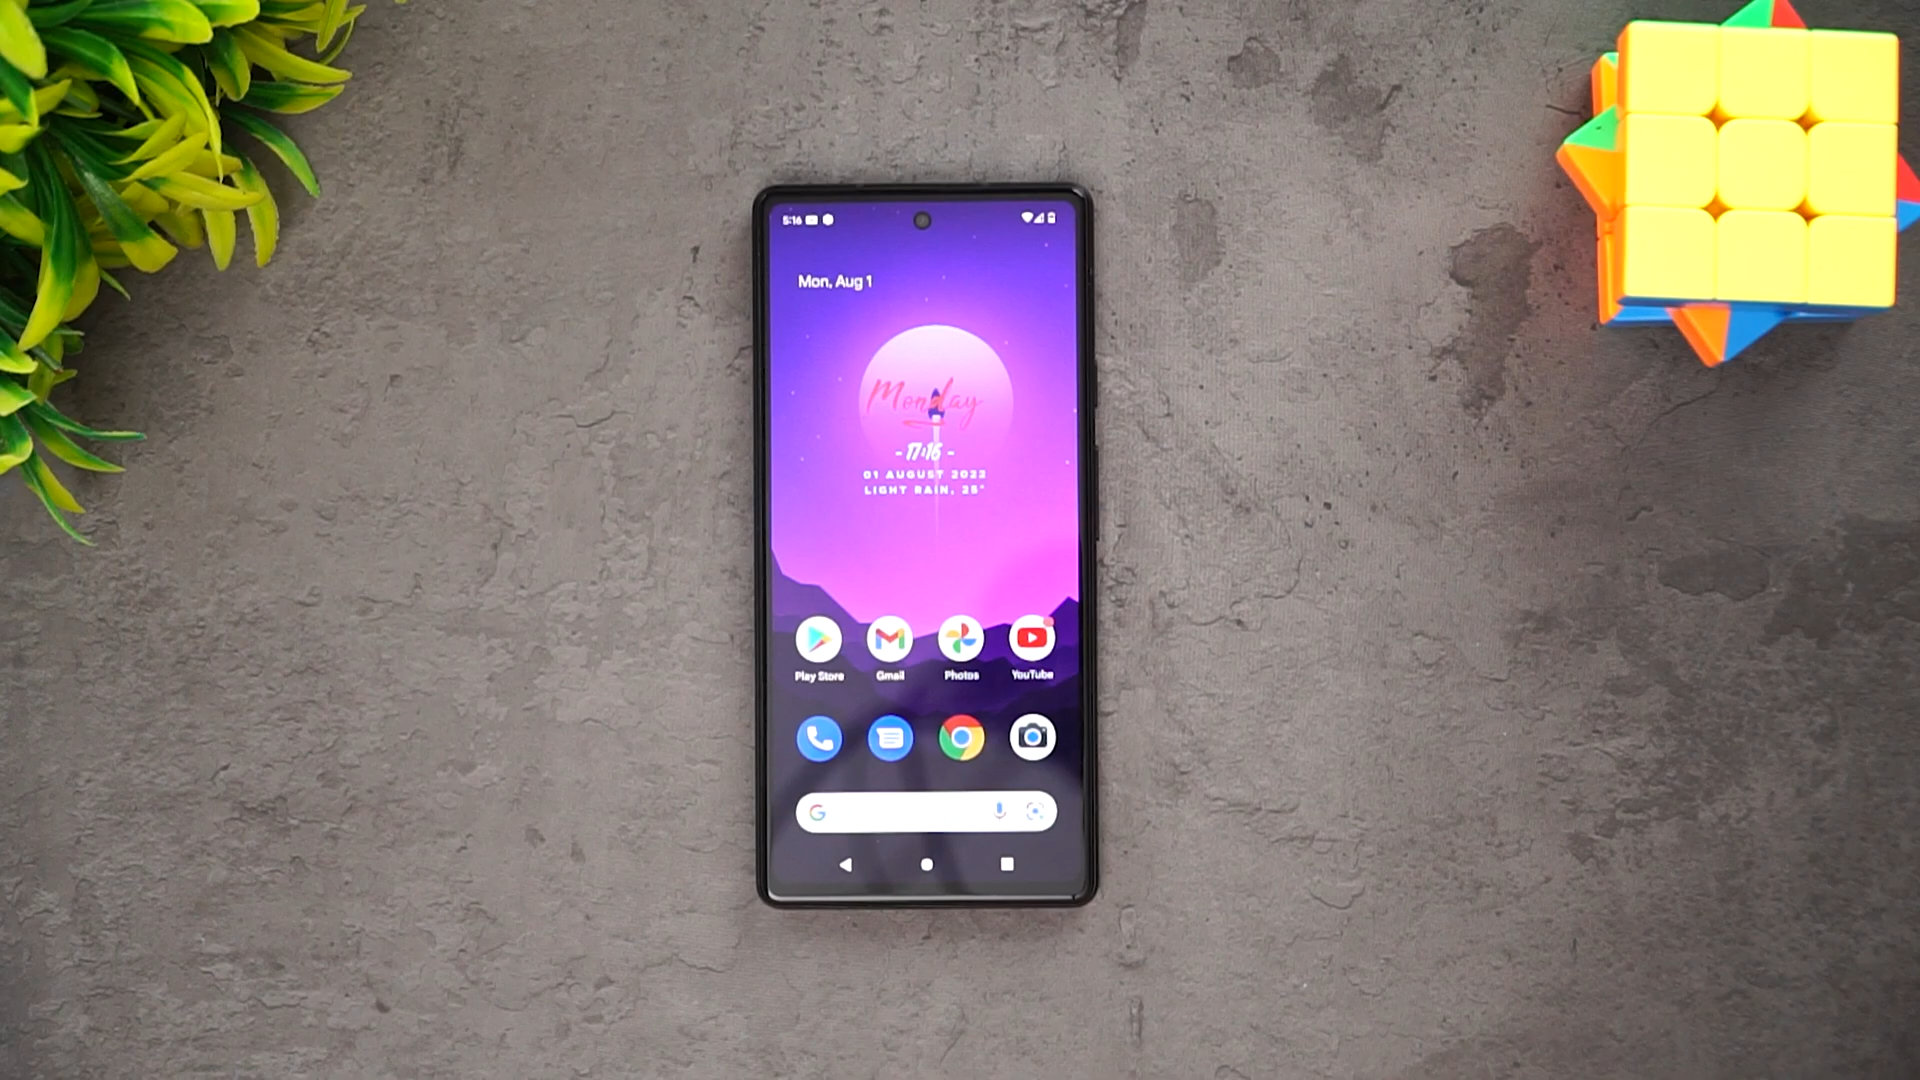 5:16
Mon, Aug 1
Monday
- 17:16 -
01 AUGUST 2022
LIGHT RAIN, 25°
Play Store Gmail Photos YouTube